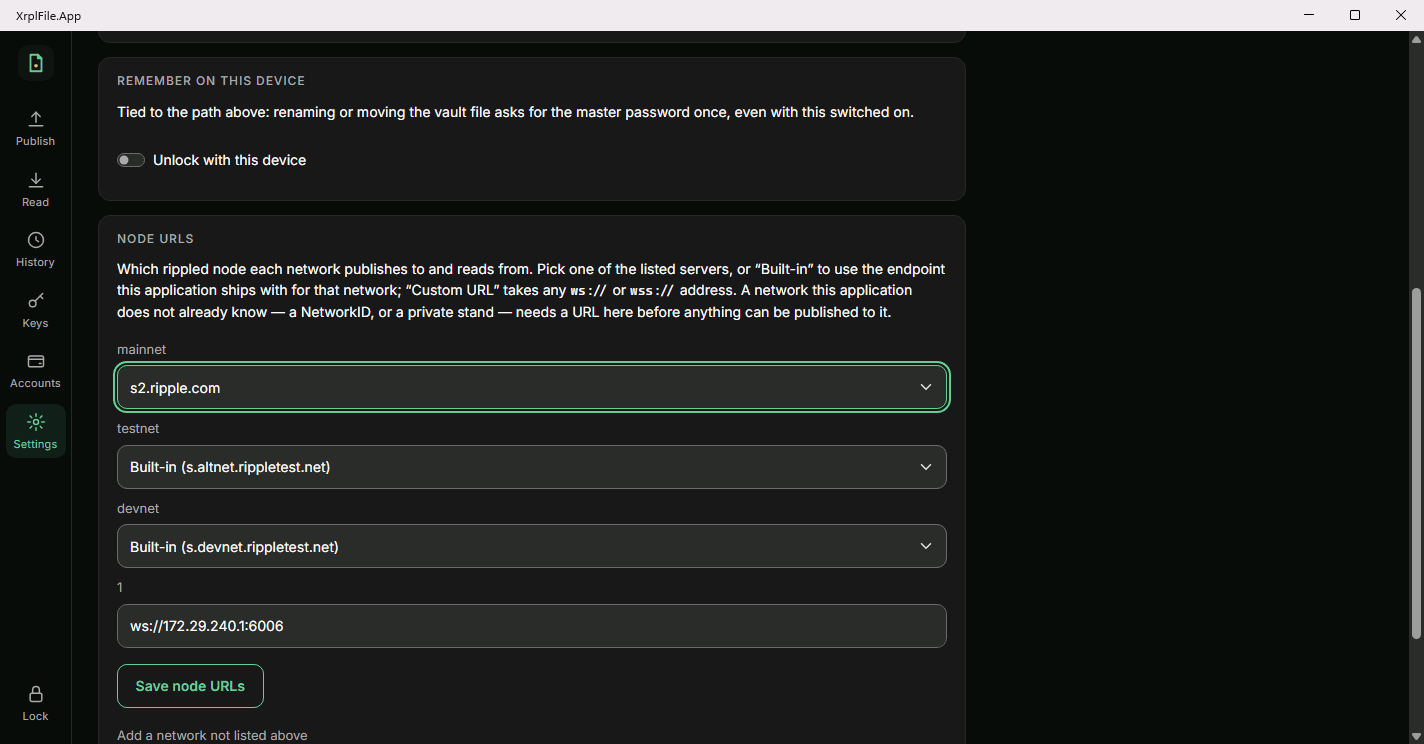 XrplFile.App
Publish
Read
History
Keys
Accounts
Settings
Lock
REMEMBER ON THIS DEVICE
Tied to the path above: renaming or moving the vault file asks for the master password once, even with this switched on.
Unlock with this device
NODE URLS
Which rippled node each network publishes to and reads from. Pick one of the listed servers, or “Built-in” to use the endpoint
this application ships with for that network; “Custom URL” takes any ws:// or wss:// address. A network this application
does not already know — a NetworkID, or a private stand — needs a URL here before anything can be published to it.
mainnet
s2.ripple.com
testnet
Built-in (s.altnet.rippletest.net)
devnet
Built-in (s.devnet.rippletest.net)
1
ws://172.29.240.1:6006
Save node URLs
Add a network not listed above